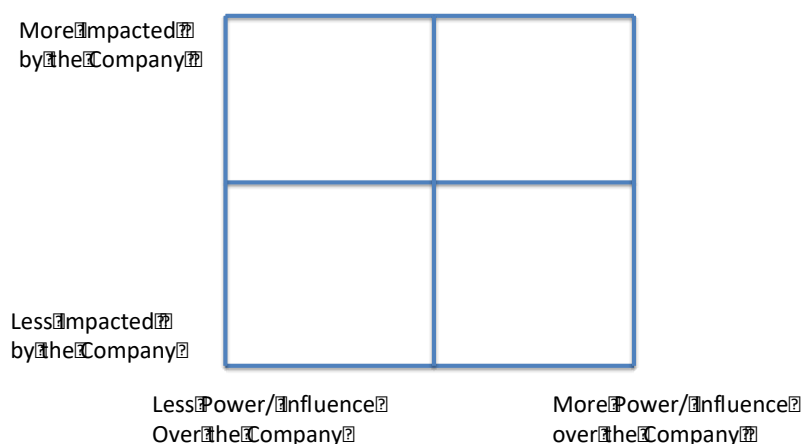 More Impacted
by the Company
Less Impacted
by the Company
Less Power/ Influence
Over the Company
More Power/ Influence
over the Company